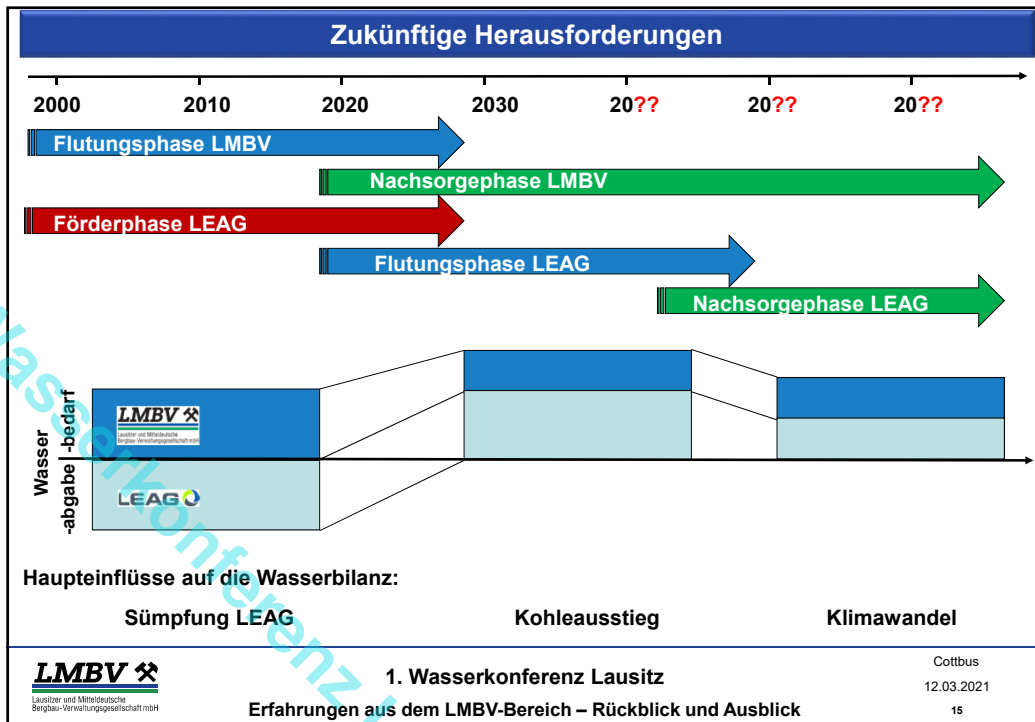 Zukünftige Herausforderungen
2000 2010 2020 2030 20?? 20?? 20??
Flutungsphase LMBV
Nachsorgephase LMBV
Förderphase LEAG
Flutungsphase LEAG
Nachsorgephase LEAG
Wasser
-abgabe -bedarf
LMBV
Lausitzer und Mitteldeutsche
Bergbau-Verwaltungsgesellschaft mbH
LEAG
Haupteinflüsse auf die Wasserbilanz:
Sümpfung LEAG Kohleausstieg Klimawandel
Wasserkonferenz
LMBV
Lausitzer und Mitteldeutsche
Bergbau-Verwaltungsgesellschaft mbH
1. Wasserkonferenz Lausitz
Erfahrungen aus dem LMBV-Bereich – Rückblick und Ausblick
Cottbus
12.03.2021
15